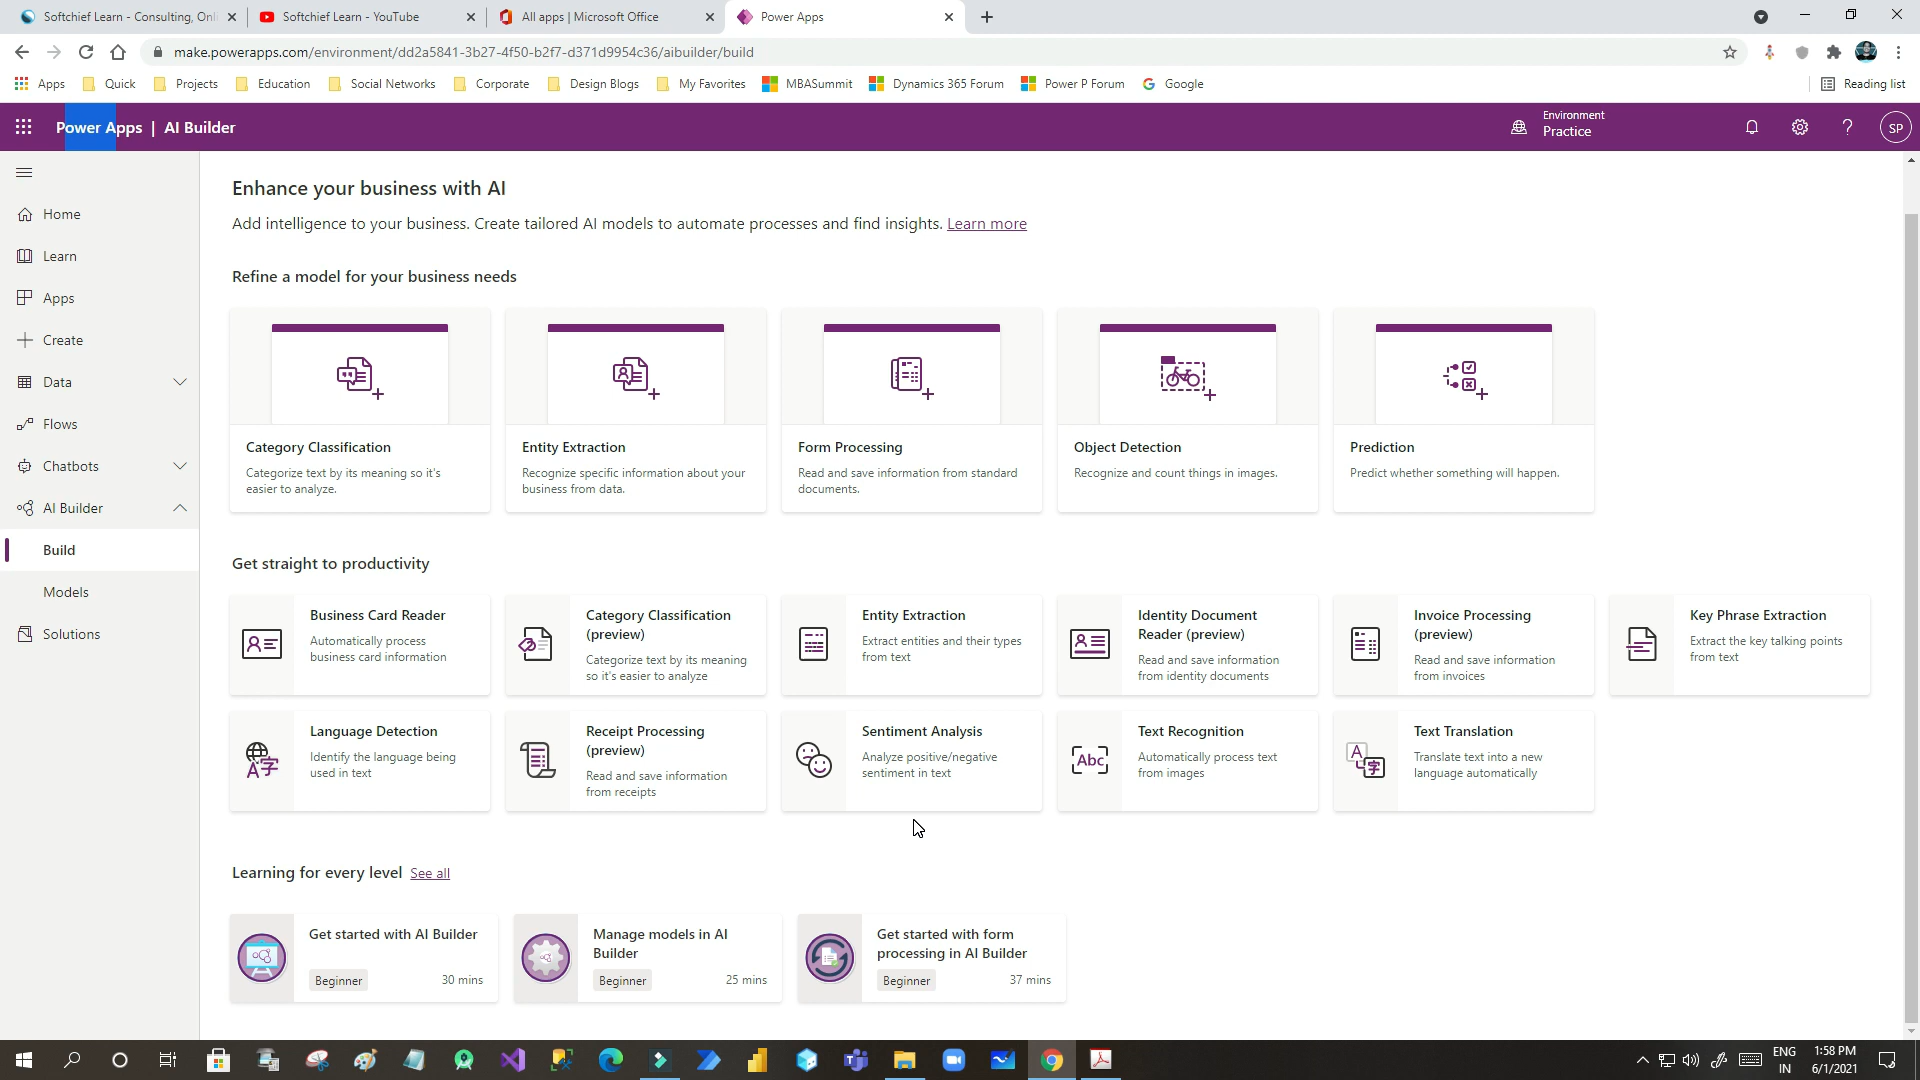 Softchief Learn - Consulting, Onli
Softchief Learn - YouTube
All apps | Microsoft Office
Power Apps
make.powerapps.com/environment/dd2a5841-3b27-4f50-b2f7-d371d9954c36/aibuilder/build
Apps
Quick
Projects
Education
Social Networks
Corporate
Design Blogs
My Favorites
MBASummit
Dynamics 365 Forum
Power P Forum
Google
Reading list
Power Apps | AI Builder
Environment
Practice
?
SP
Home
Learn
Apps
Create
Data
Flows
Chatbots
AI Builder
Build
Models
Solutions
Enhance your business with AI
Add intelligence to your business. Create tailored AI models to automate processes and find insights. Learn more
Refine a model for your business needs
Category Classification
Categorize text by its meaning so it's
easier to analyze.
Entity Extraction
Recognize specific information about your
business from data.
Form Processing
Read and save information from standard
documents.
Object Detection
Recognize and count things in images.
Prediction
Predict whether something will happen.
Get straight to productivity
Business Card Reader
Automatically process
business card information
Category Classification
(preview)
Categorize text by its meaning
so it's easier to analyze
Entity Extraction
Extract entities and their types
from text
Identity Document
Reader (preview)
Read and save information
from identity documents
Invoice Processing
(preview)
Read and save information
from invoices
Key Phrase Extraction
Extract the key talking points
from text
A字
Language Detection
Identify the language being
used in text
Receipt Processing
(preview)
Read and save information
from receipts
Sentiment Analysis
Analyze positive/negative
sentiment in text
Abc
Text Recognition
Automatically process text
from images
A字
Text Translation
Translate text into a new
language automatically
Learning for every level See all
Get started with AI Builder
Beginner 30 mins
Manage models in AI
Builder
Beginner 25 mins
Get started with form
processing in AI Builder
Beginner 37 mins
ENG
IN
1:58 PM
6/1/2021